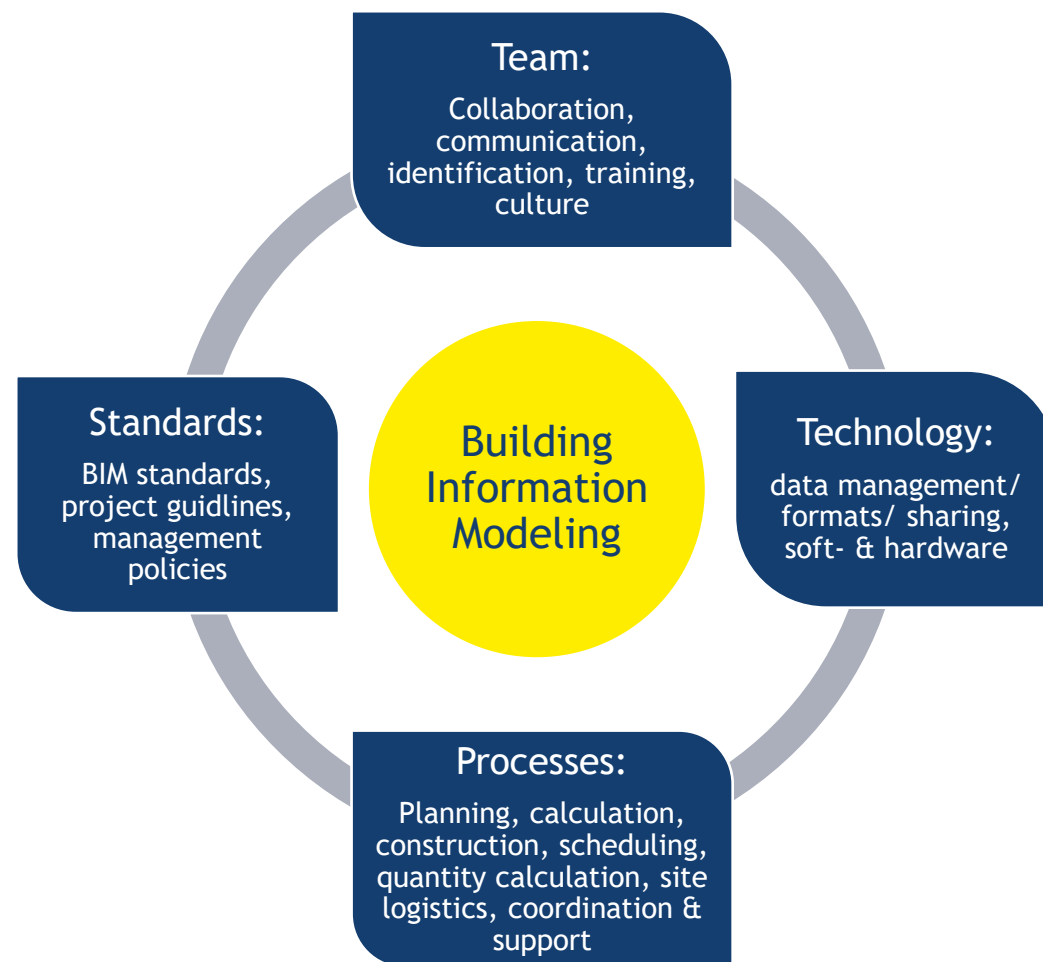 Team:
Collaboration,
communication,
identification, training,
culture
Standards:
BIM standards,
project guidlines,
management
policies
Building
Information
Modeling
Technology:
data management/
formats/ sharing,
soft- & hardware
Processes:
Planning, calculation,
construction, scheduling,
quantity calculation, site
logistics, coordination &
support